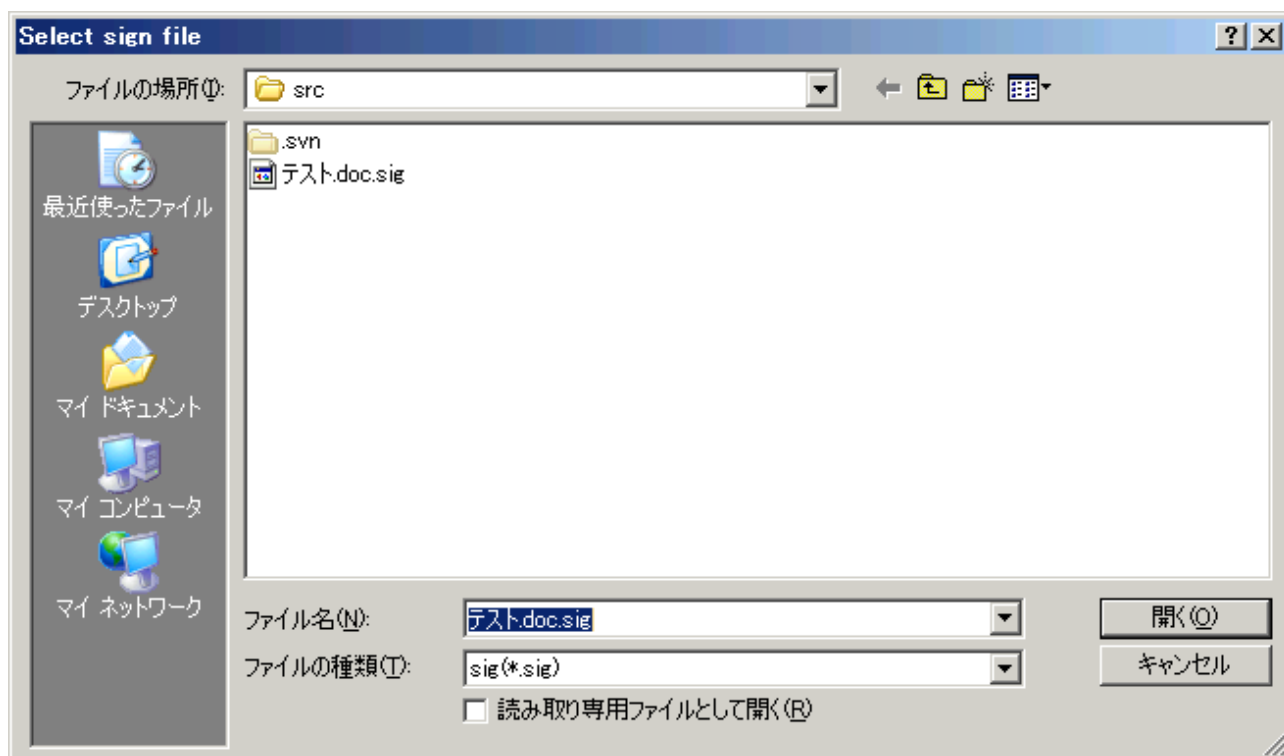 Select sign file
ファイルの場所(I):
src
.svn
テスト.doc.sig
最近使ったファイル
デスクトップ
マイ ドキュメント
マイ コンピュータ
マイ ネットワーク
ファイル名(N):
テスト.doc.sig
開く(O)
ファイルの種類(T):
sig(*.sig)
キャンセル
読み取り専用ファイルとして開く(R)